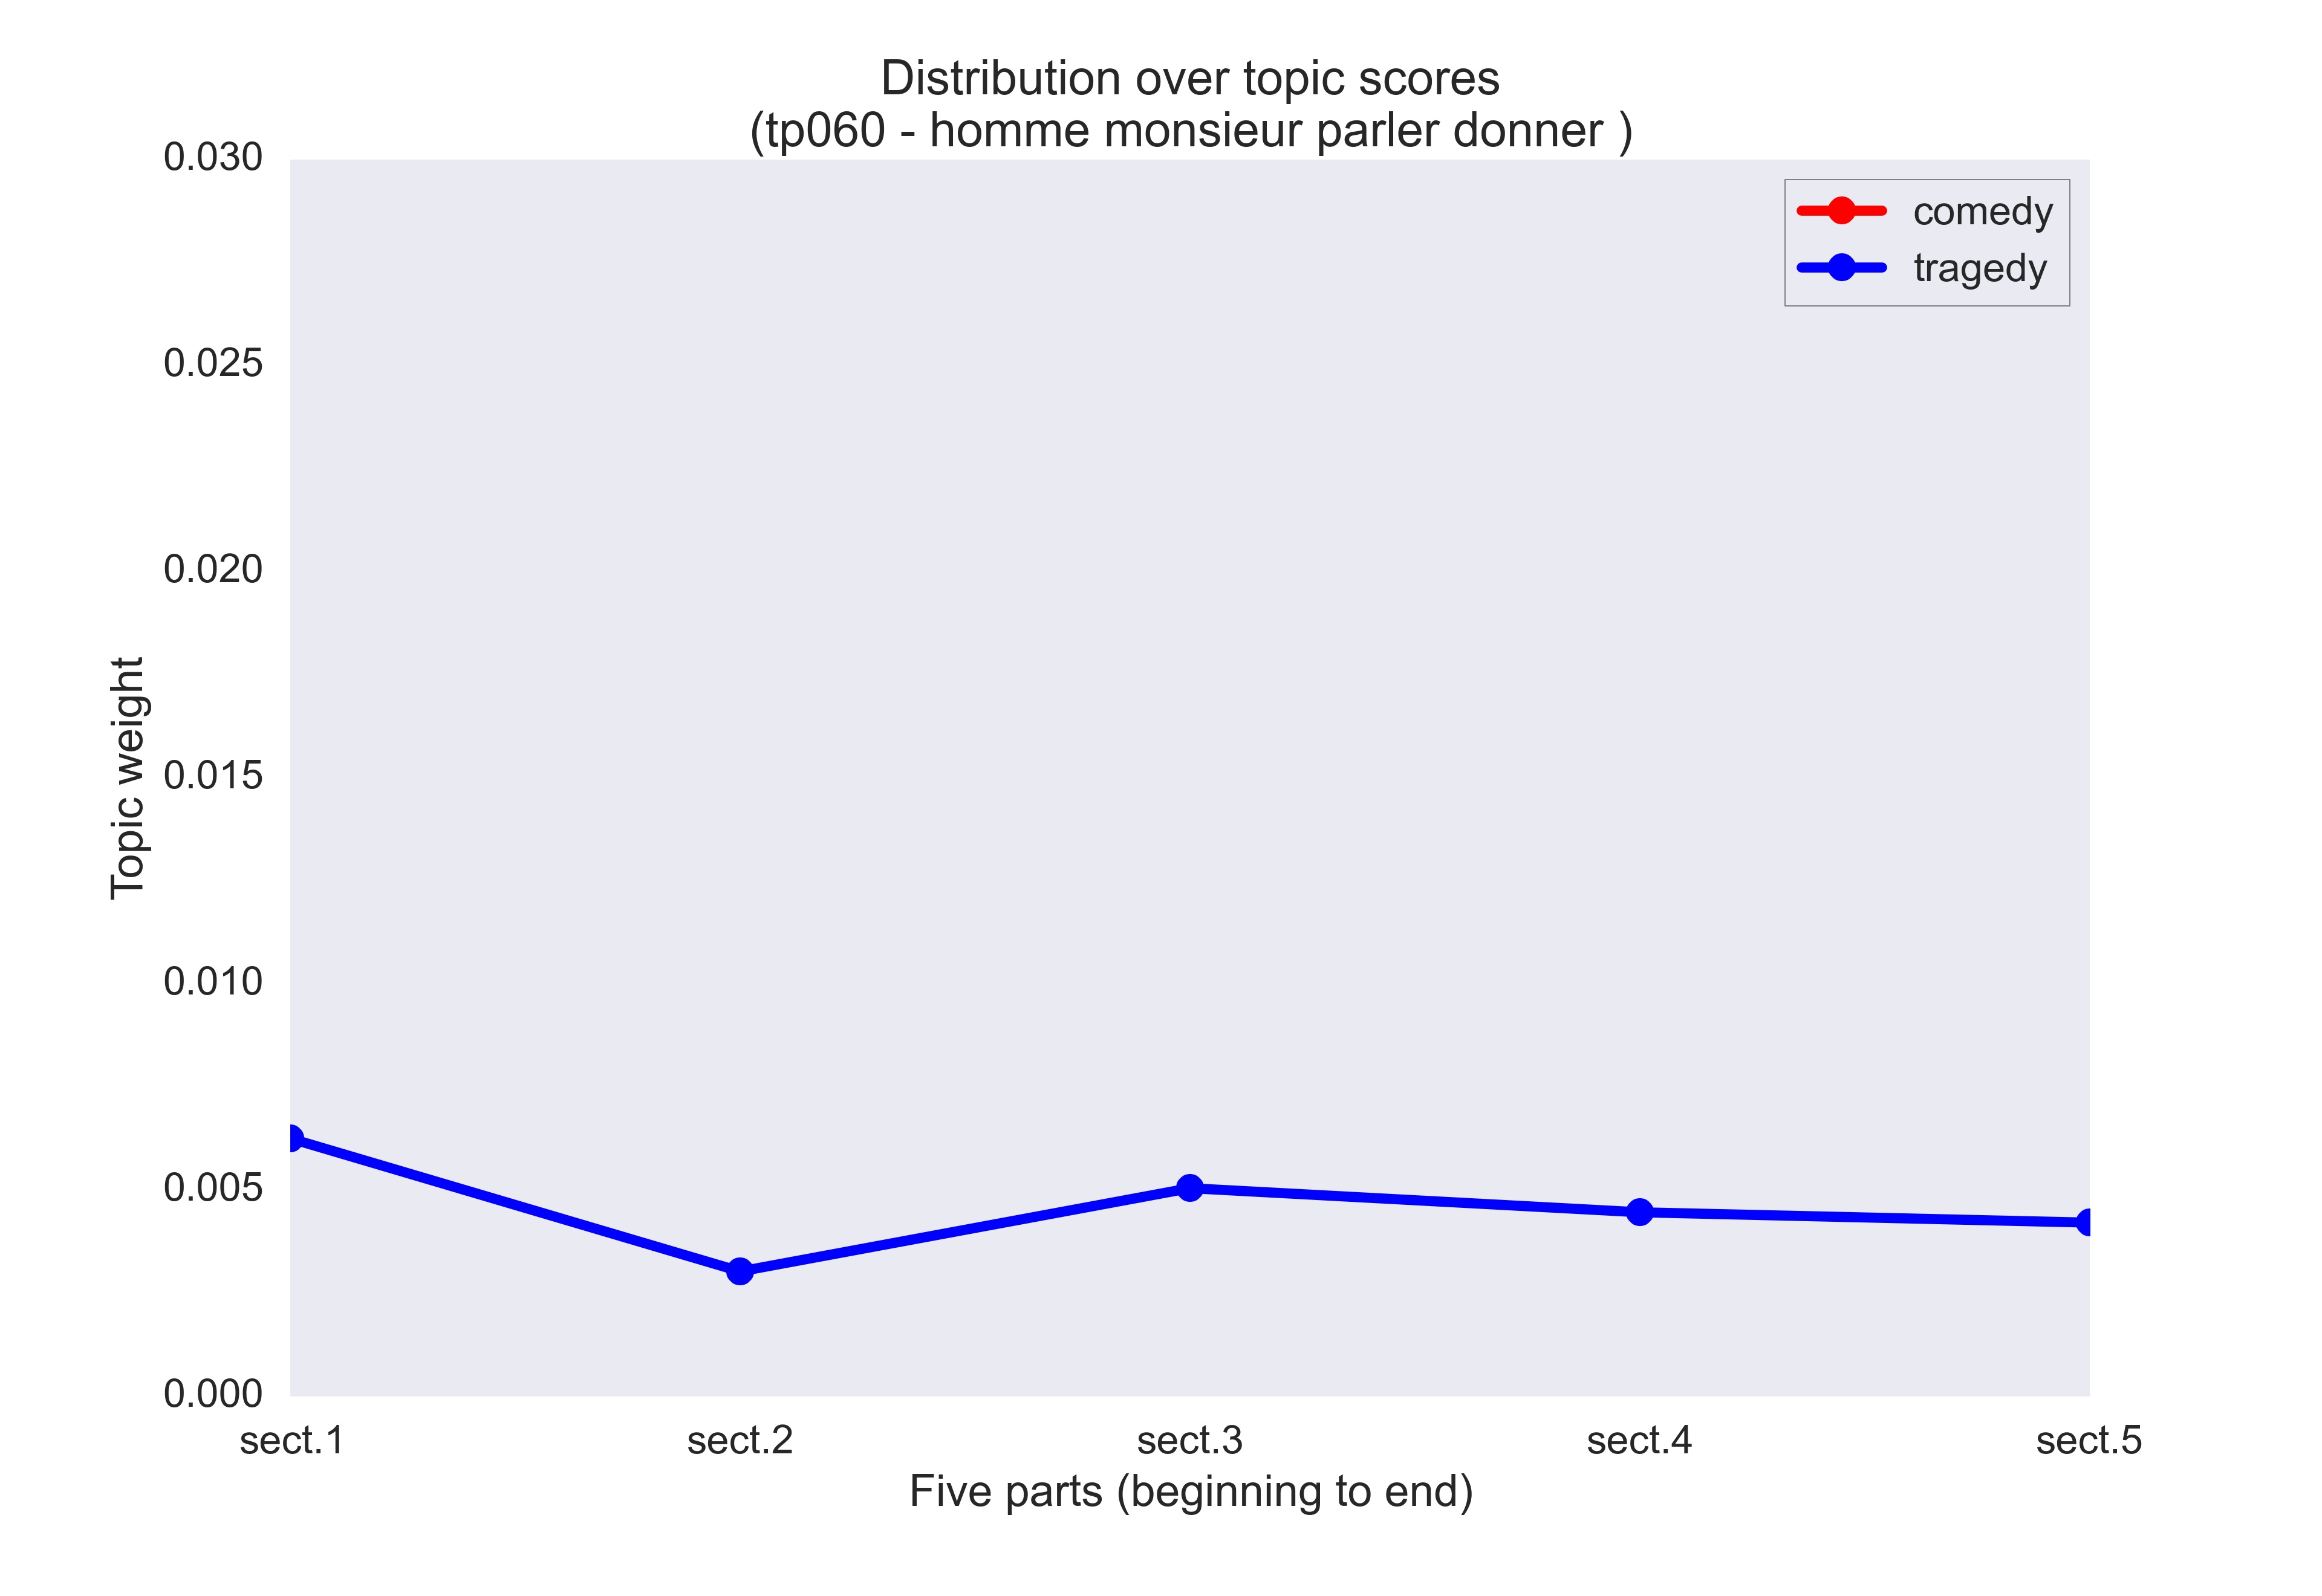 Distribution over topic scores
(tp060 - homme monsieur parler donner )
0.030
0.025
0.020
0.015
0.010
0.005
0.000
Topic weight
comedy
tragedy
sect.1
sect.2
sect.3
sect.4
sect.5
Five parts (beginning to end)